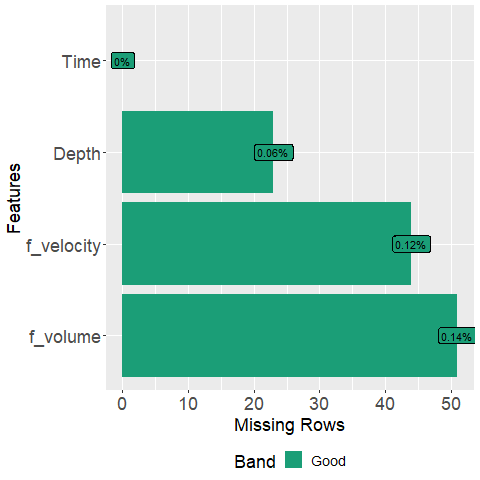 Features
Time
0%
Depth
0.06%
f_velocity
0.12%
f_volume
0.14%
0 10 20 30 40 50
Missing Rows
Band Good